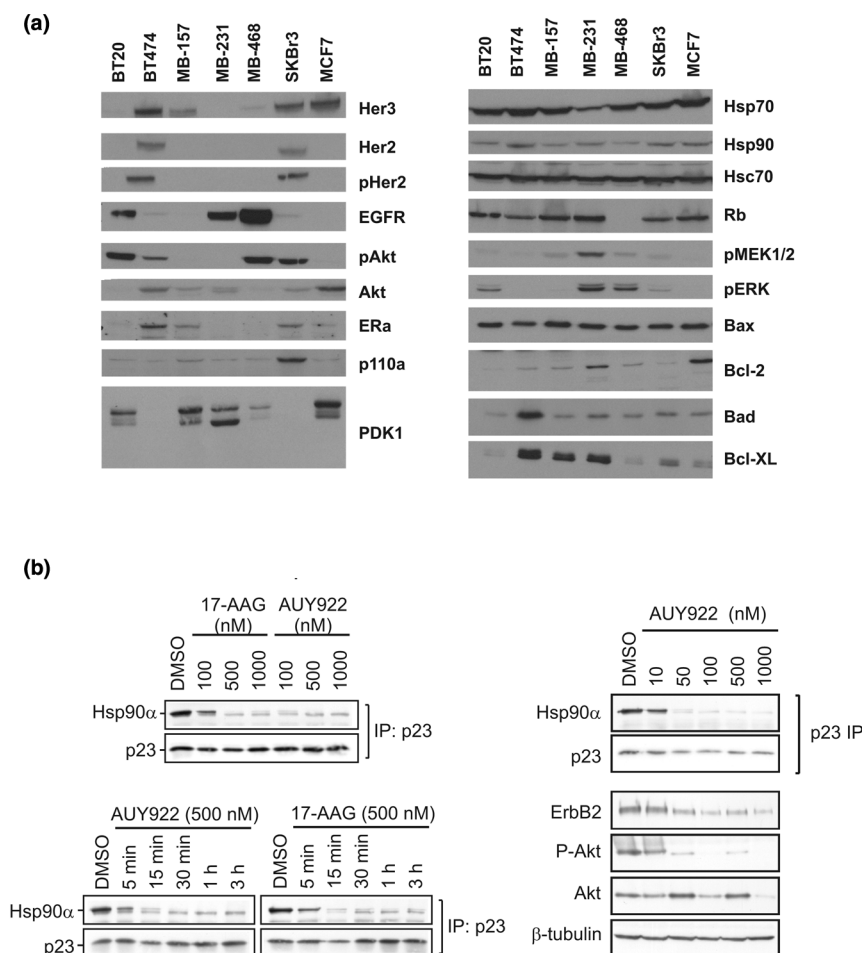 (a)
BT20 BT474 MB-157 MB-231 MB-468 SKBr3 MCF7
Her3
Her2
pHer2
EGFR
pAkt
Akt
ERa
p110a
PDK1
BT20 BT474 MB-157 MB-231 MB-468 SKBr3 MCF7
Hsp70
Hsp90
Hsc70
Rb
pMEK1/2
pERK
Bax
Bcl-2
Bad
Bcl-XL
(b)
17-AAG AUY922
(nM) (nM)
DMSO 100 500 1000 100 500 1000
Hsp90α
p23
IP: p23
AUY922 (500 nM) 17-AAG (500 nM)
DMSO 5 min 15 min 30 min 1 h 3 h DMSO 5 min 15 min 30 min 1 h 3 h
Hsp90α
p23
IP: p23
AUY922 (nM)
DMSO 10 50 100 500 1000
Hsp90α
p23
p23 IP
ErbB2
P-Akt
Akt
β-tubulin